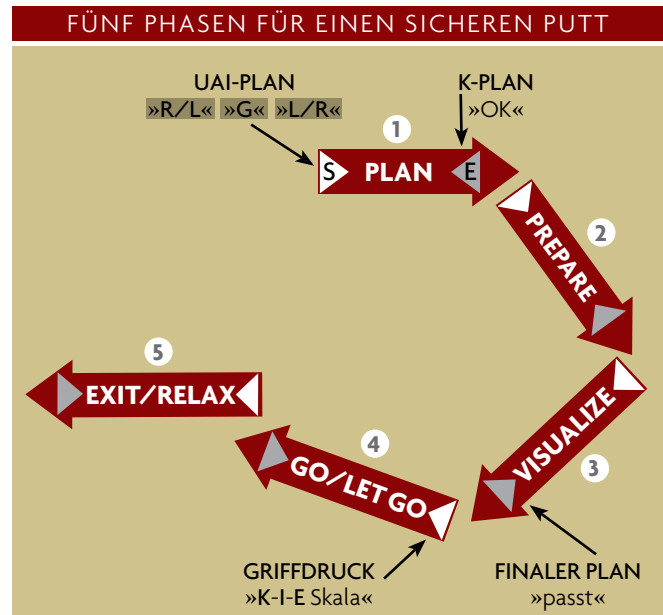 FÜNF PHASEN FÜR EINEN SICHEREN PUTT
UAI-PLAN
»R/L« »G« »L/R«
K-PLAN
»OK«
1
S PLAN E
2
PREPARE
3
VISUALIZE
FINALER PLAN
»passt«
4
GO/LET GO
GRIFFDRUCK
»K-I-E Skala«
5
EXIT/RELAX